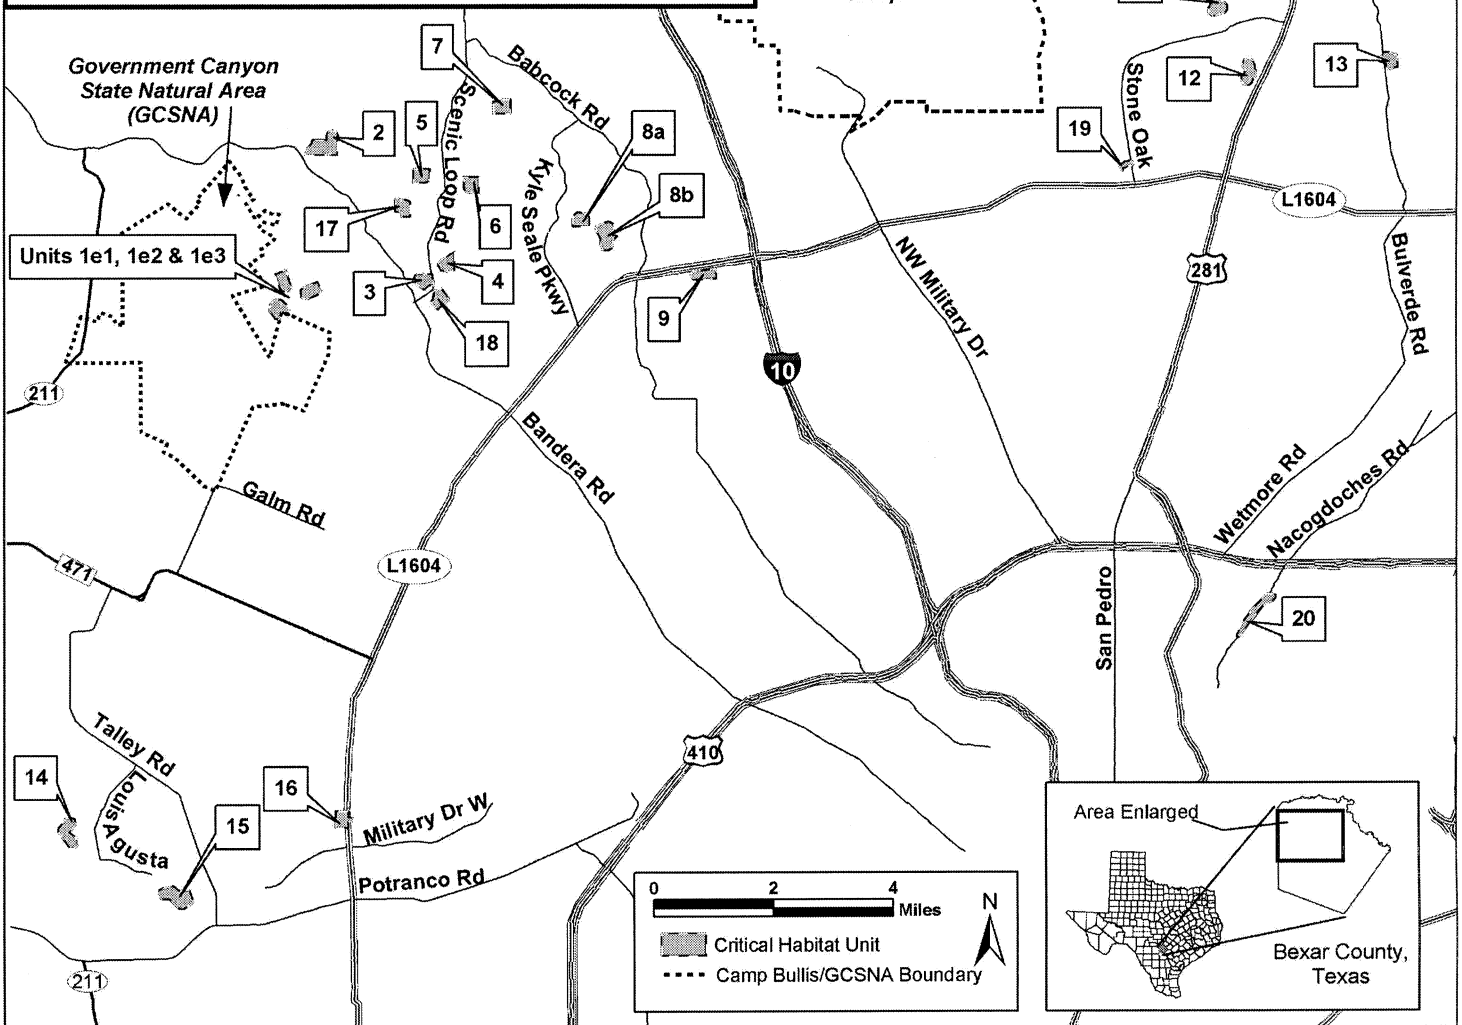 Government Canyon
State Natural Area
(GCSNA)
7
Babcock Rd
Scenic Loop Rd
2
5
8a
12
13
Stone Oak
19
Kyle Seale Pkwy
17
6
8b
L1604
Units 1e1, 1e2 & 1e3
3
4
18
9
NW Military Dr
281
Bulverde Rd
10
211
Bandera Rd
Galm Rd
Wetmore Rd
Nacogdoches Rd
471
L1604
San Pedro
20
Talley Rd
410
14
Louis Agusta
16
15
Military Dr W
Potranco Rd
211
0 2 4
Miles
N
Critical Habitat Unit
Camp Bullis/GCSNA Boundary
Area Enlarged
Bexar County,
Texas